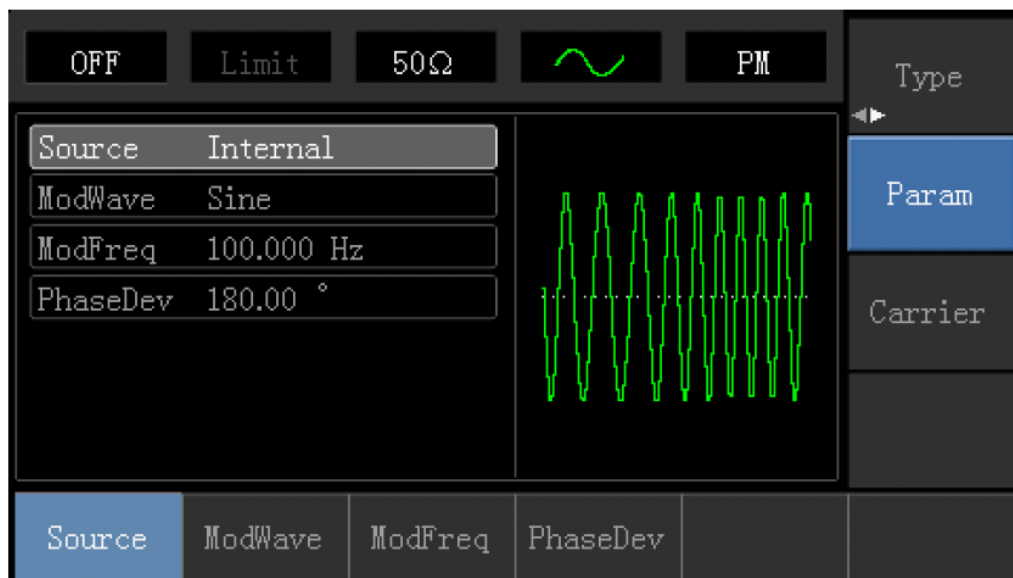 OFF Limit 50Ω PM
Type
Source Internal
ModWave Sine
ModFreq 100.000 Hz
PhaseDev 180.00 °
Param
Carrier
Source ModWave ModFreq PhaseDev